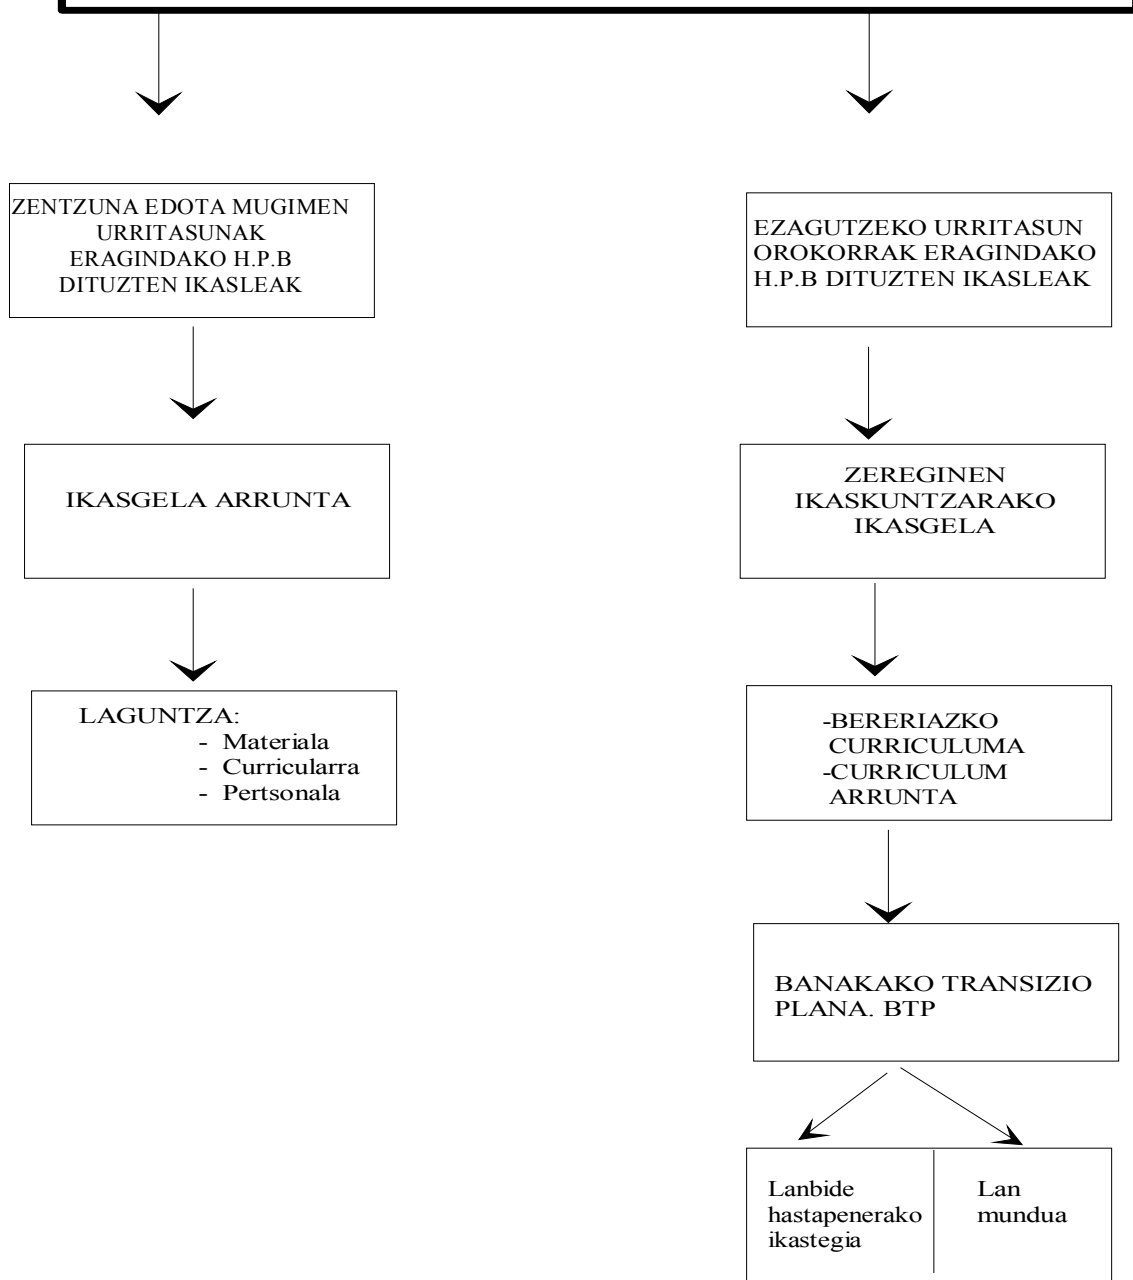 ZENTZUNA EDOTA MUGIMEN
URRITASUNAK
ERAGINDAKO H.P.B
DITUZTEN IKASLEAK
IKASGELA ARRUNTA
LAGUNTZA:
- Materiala
- Curricularra
- Pertsonala
EZAGUTZEKO URRITASUN
OROKORRAK ERAGINDAKO
H.P.B DITUZTEN IKASLEAK
ZEREGINEN
IKASKUNTZARAKO
IKASGELA
-BERERIAZKO
CURRICULUMA
-CURRICULUM
ARRUNTA
BANAKAKO TRANSIZIO
PLANA. BTP
Lanbide
hastapenerako
ikastegia
Lan
mundua